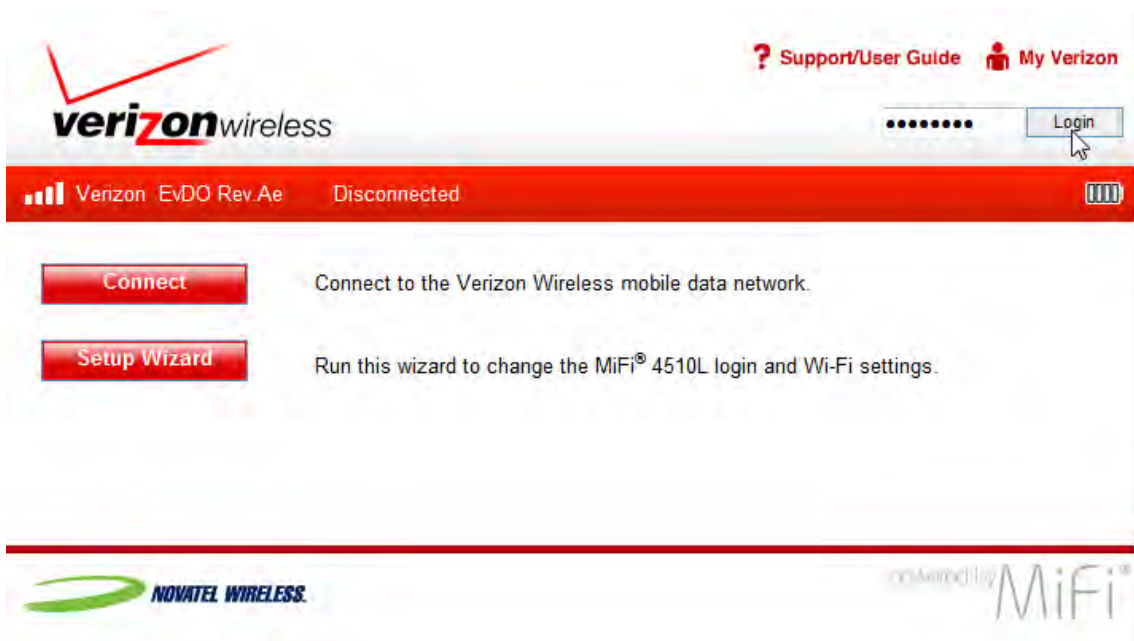 ? Support/User Guide
My Verizon
verizonwireless
•••••••• Login
Verizon EvDO Rev.Ae Disconnected
Connect
Connect to the Verizon Wireless mobile data network.
Setup Wizard
Run this wizard to change the MiFi® 4510L login and Wi-Fi settings.
NOVATEL WIRELESS.
powered by MiFi®